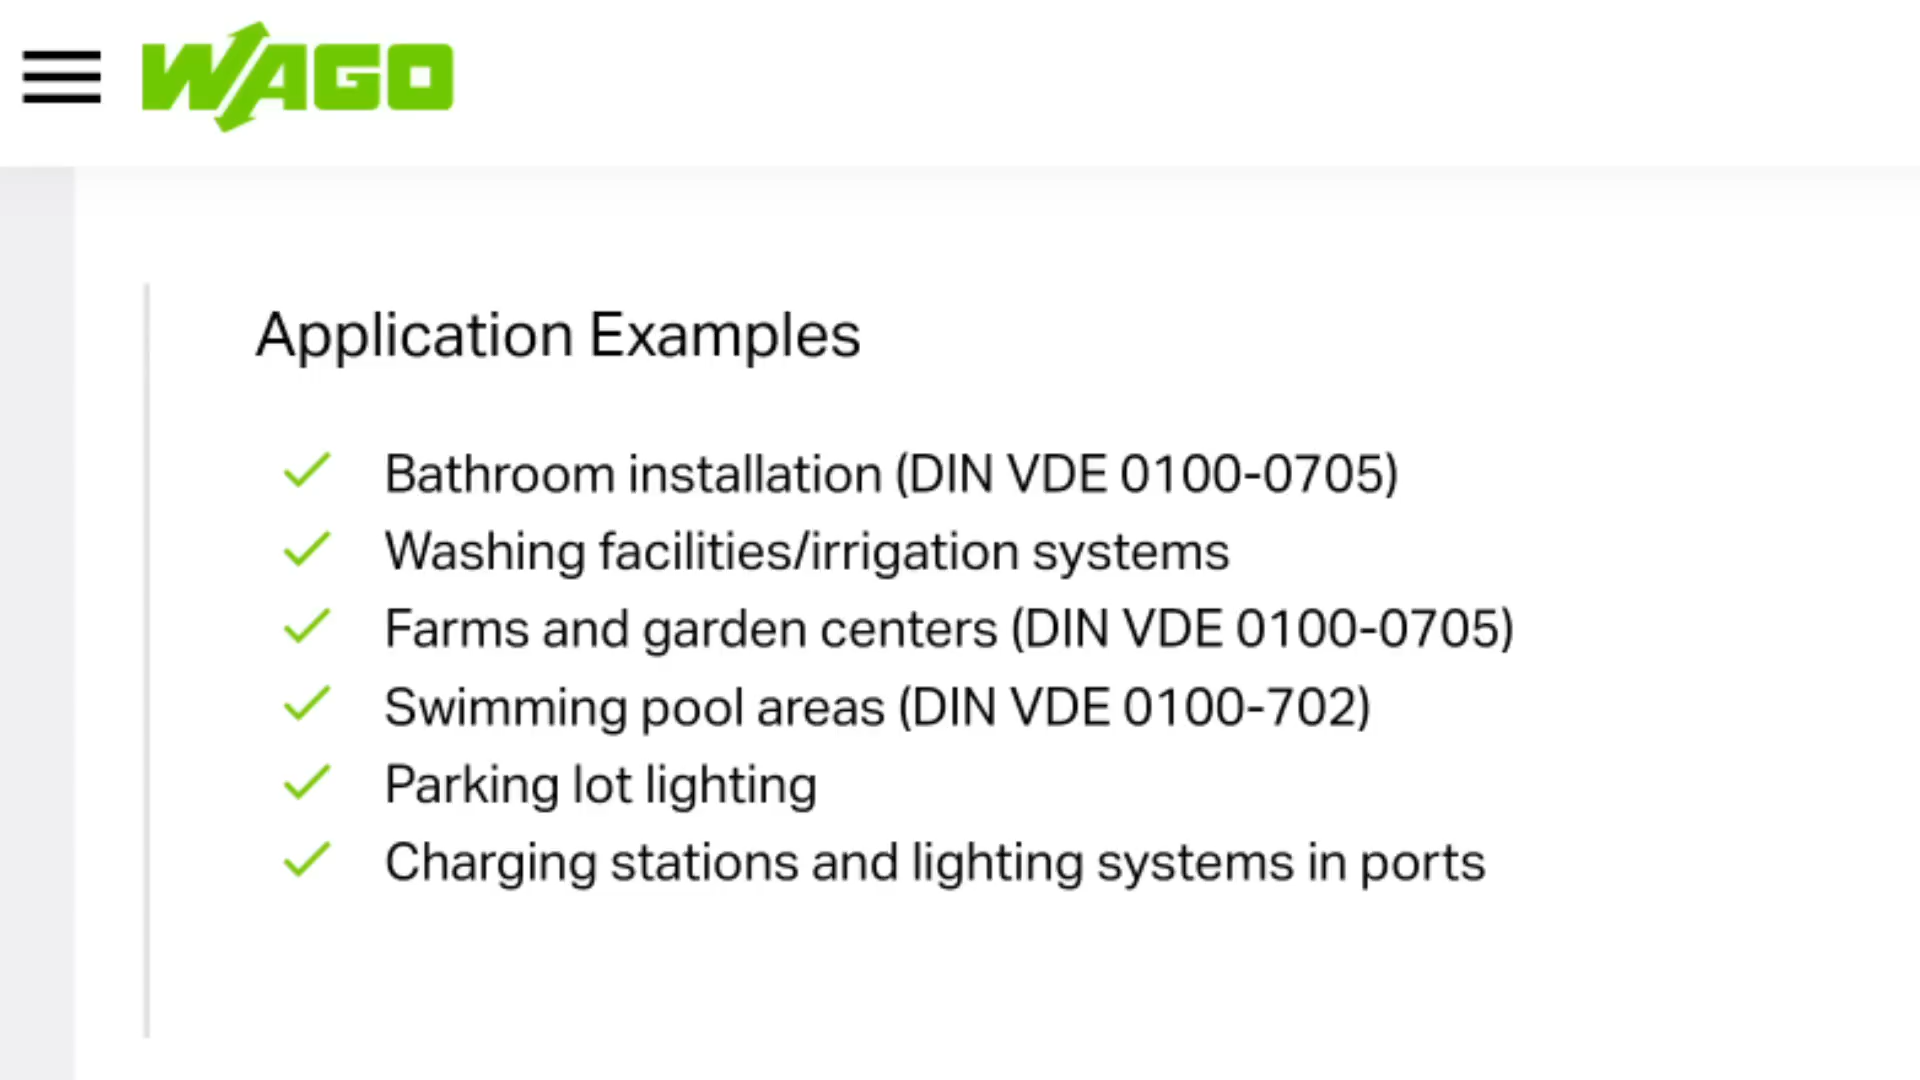 WAGO
Application Examples
Bathroom installation (DIN VDE 0100-0705)
Washing facilities/irrigation systems
Farms and garden centers (DIN VDE 0100-0705)
Swimming pool areas (DIN VDE 0100-702)
Parking lot lighting
Charging stations and lighting systems in ports